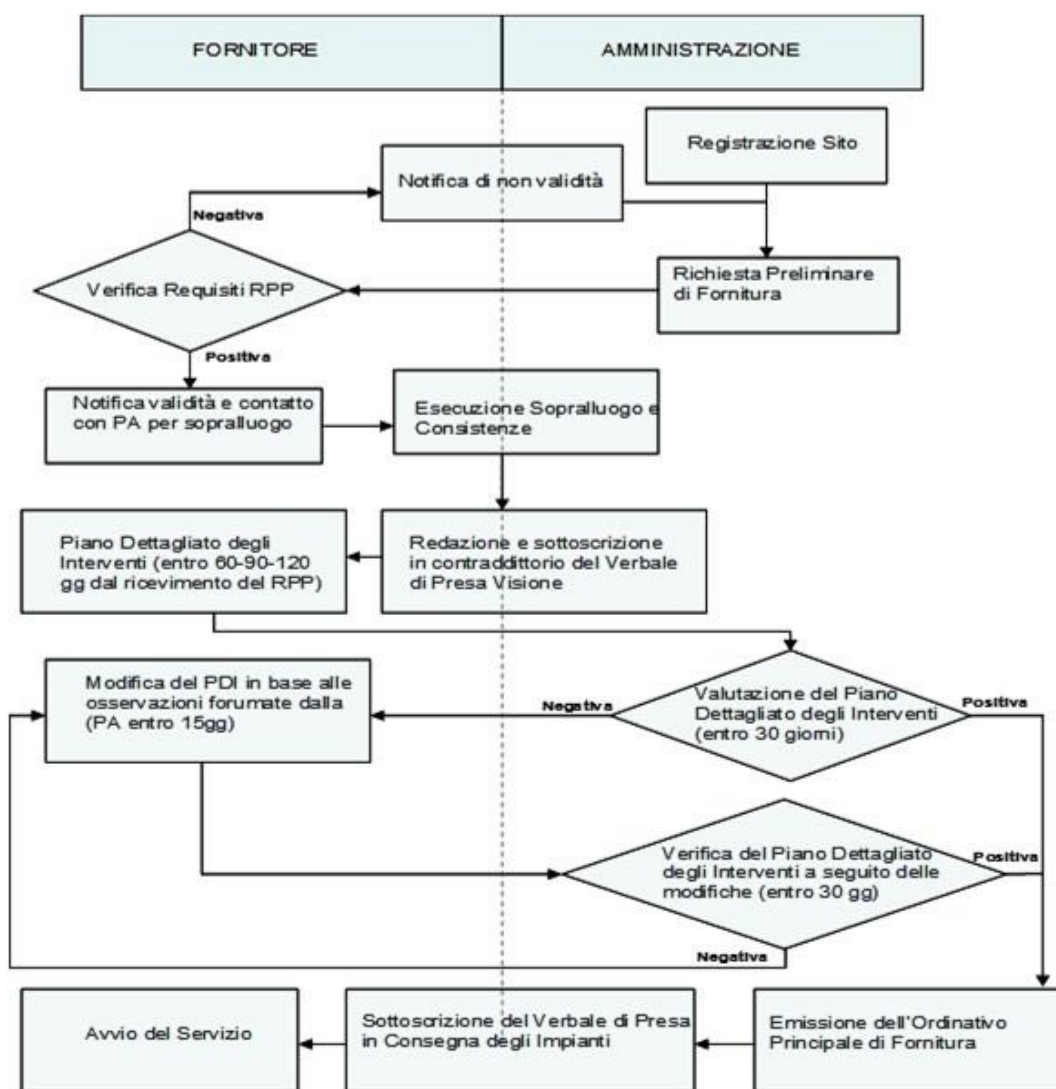 FORNITORE
AMMINISTRAZIONE
Registrazione Sito
Notifica di non validità
Negativa
Verifica Requisiti RPP
Richiesta Preliminare
di Fornitura
Positiva
Notifica validità e contatto
con PA per sopralluogo
Esecuzione Sopralluogo e
Consistenze
Piano Dettagliato degli
Interventi (entro 60-90-120
gg dal ricevimento del RPP)
Redazione e sottoscrizione
in contraddittorio del Verbale
di Presa Visione
Modifica del PDI in base alle
osservazioni forumate dalla
(PA entro 15gg)
Negativa
Valutazione del Piano
Dettagliato degli Interventi
(entro 30 giorni)
Positiva
Verifica del Piano Dettagliato
degli Interventi a seguito delle
modifiche (entro 30 gg)
Positiva
Negativa
Avvio del Servizio
Sottoscrizione del Verbale di Presa
in Consegna degli Impianti
Emissione dell'Ordinativo
Principale di Fornitura